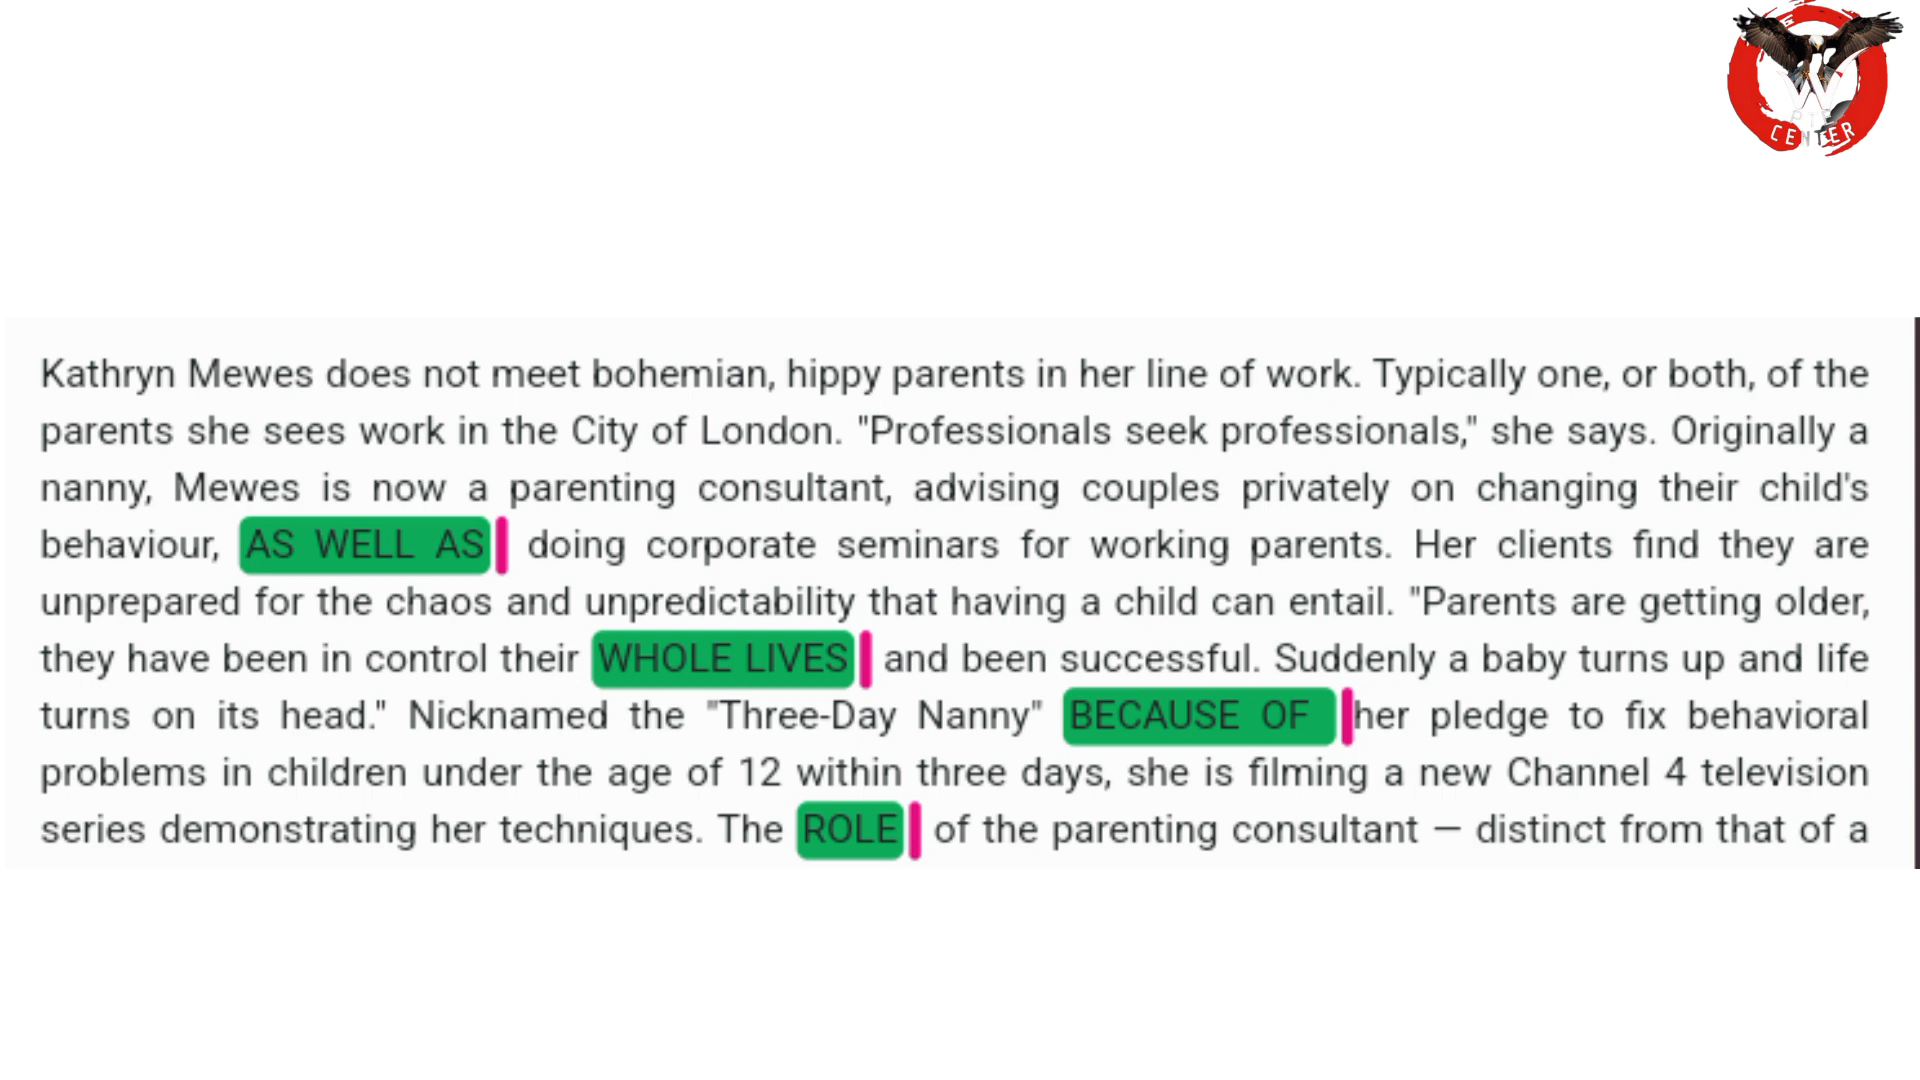 W
PTE
CENTER
Kathryn Mewes does not meet bohemian, hippy parents in her line of work. Typically one, or both, of the
parents she sees work in the City of London. "Professionals seek professionals," she says. Originally a
nanny, Mewes is now a parenting consultant, advising couples privately on changing their child's
behaviour, AS WELL AS doing corporate seminars for working parents. Her clients find they are
unprepared for the chaos and unpredictability that having a child can entail. "Parents are getting older,
they have been in control their WHOLE LIVES and been successful. Suddenly a baby turns up and life
turns on its head." Nicknamed the "Three-Day Nanny" BECAUSE OF her pledge to fix behavioral
problems in children under the age of 12 within three days, she is filming a new Channel 4 television
series demonstrating her techniques. The ROLE of the parenting consultant — distinct from that of a